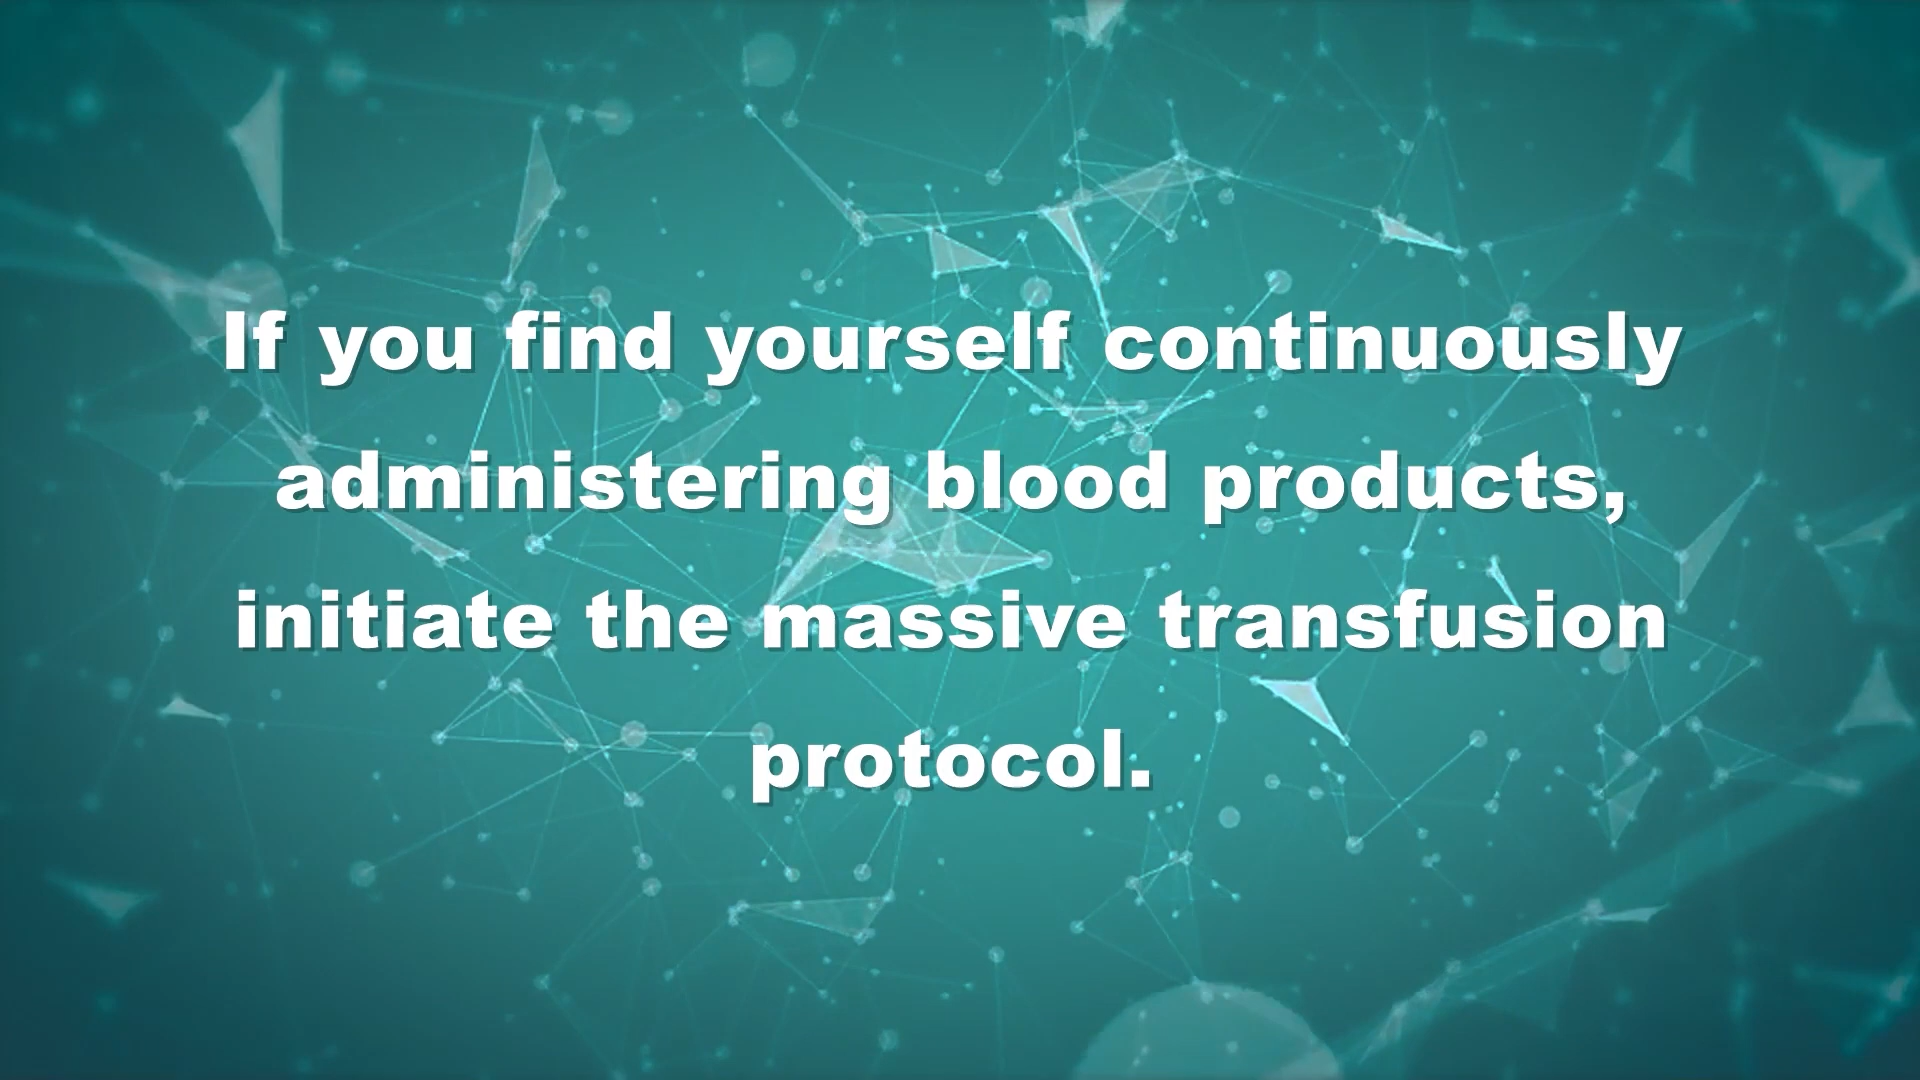 If you find yourself continuously
administering blood products,
initiate the massive transfusion
protocol.